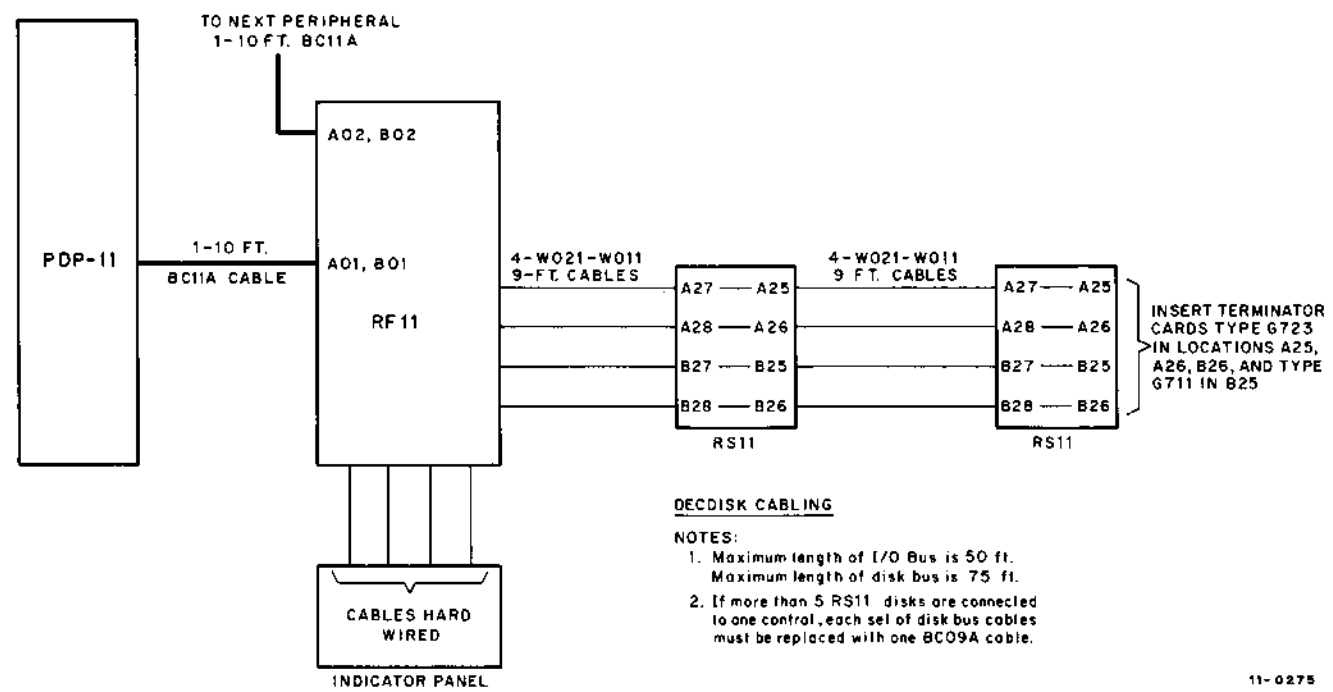 TO NEXT PERIPHERAL
1-10 FT. BC11A
A02, B02
PDP-11
1-10 FT.
BC11A CABLE
A01, B01
RF11
4-W021-W011
9-FT. CABLES
4-W021-W011
9 FT. CABLES
A27 A25
A28 A26
B27 B25
B28 B26
RS11
A27 A25
A28 A26
B27 B25
B28 B26
RS11
INSERT TERMINATOR
CARDS TYPE G723
IN LOCATIONS A25,
A26, B26, AND TYPE
G711 IN B25
CABLES HARD
WIRED
INDICATOR PANEL
DECDISK CABLING
NOTES:
1. Maximum length of I/O Bus is 50 ft.
Maximum length of disk bus is 75 ft.
2. If more than 5 RS11 disks are connected
to one control, each set of disk bus cables
must be replaced with one BC09A cable.
11-0275